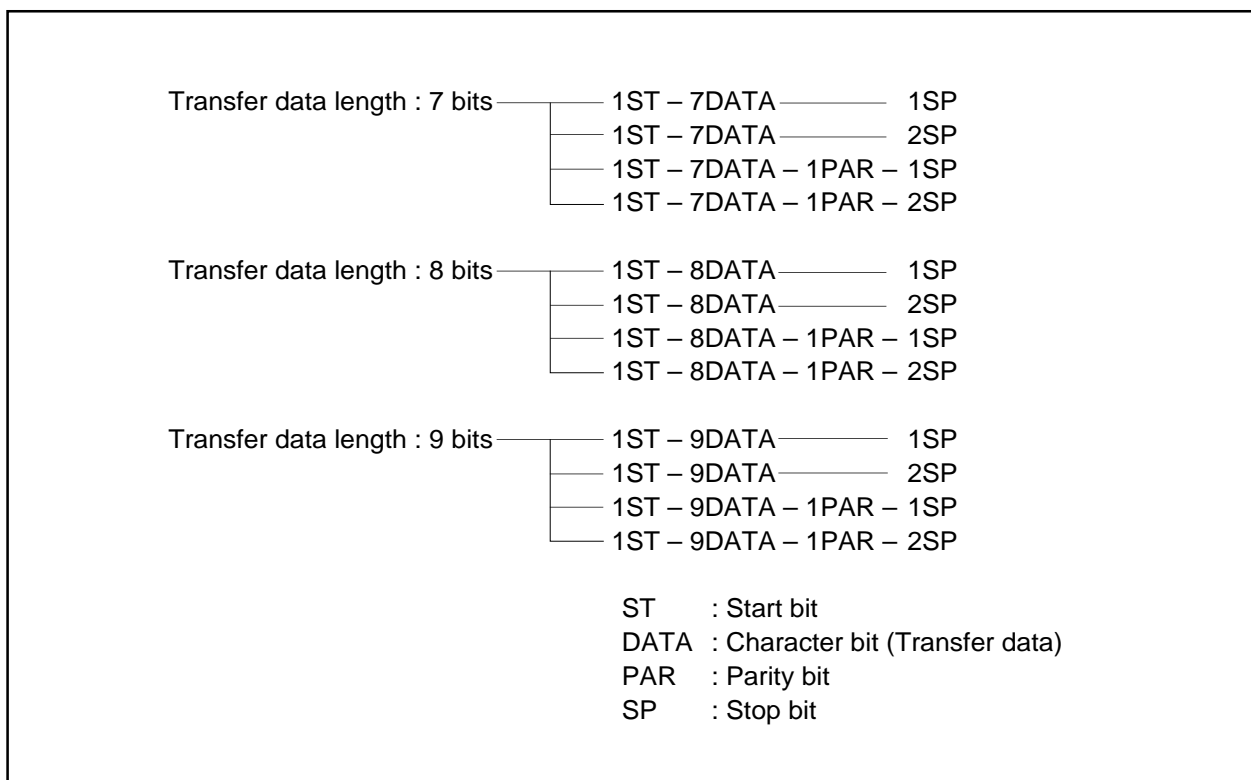 Transfer data length : 7 bits 1ST – 7DATA 1SP
1ST – 7DATA 2SP
1ST – 7DATA – 1PAR – 1SP
1ST – 7DATA – 1PAR – 2SP
Transfer data length : 8 bits 1ST – 8DATA 1SP
1ST – 8DATA 2SP
1ST – 8DATA – 1PAR – 1SP
1ST – 8DATA – 1PAR – 2SP
Transfer data length : 9 bits 1ST – 9DATA 1SP
1ST – 9DATA 2SP
1ST – 9DATA – 1PAR – 1SP
1ST – 9DATA – 1PAR – 2SP
ST : Start bit
DATA : Character bit (Transfer data)
PAR : Parity bit
SP : Stop bit